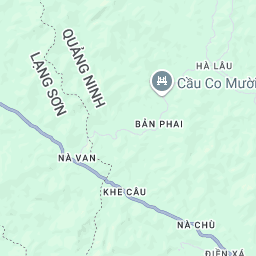 QUẢNG NINH
LẠNG SƠN
HÀ LÂU
Cầu Co Mười
BẢN PHAI
NÀ VAN
KHE CÂU
NÀ CHÙ
ĐIỀN XÁ